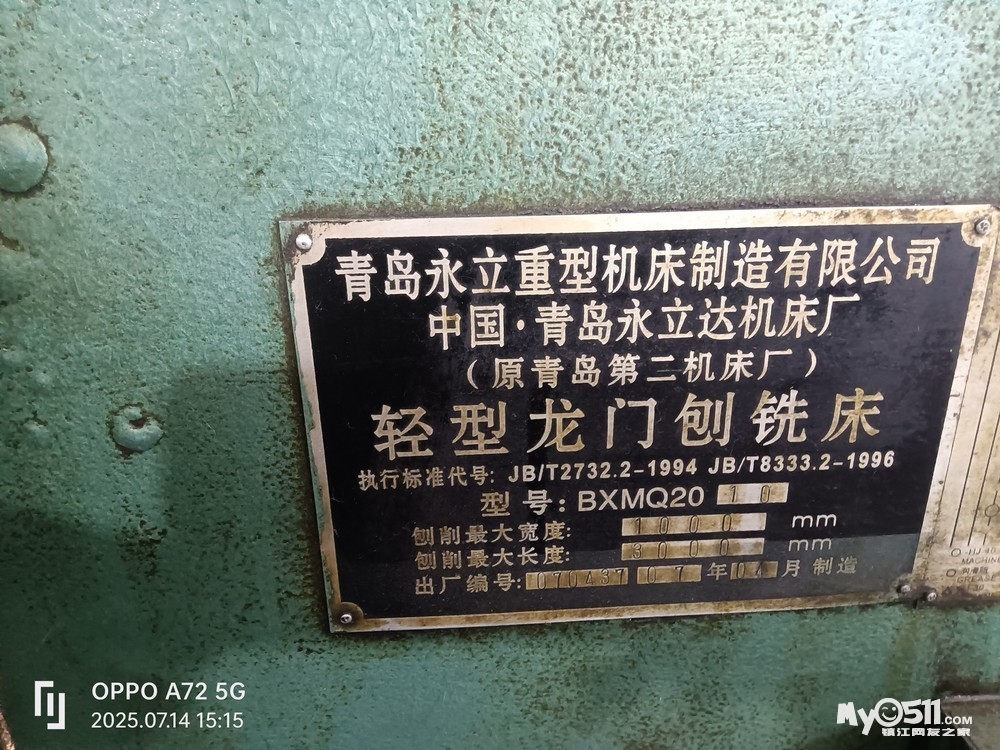 青岛永立重型机床制造有限公司
中国·青岛永立达机床厂
(原青岛第二机床厂)
轻型龙门刨铣床
执行标准代号: JB/T2732.2-1994 JB/T8333.2-1996
型号: BXMQ20 10
刨削最大宽度: 1000 mm
刨削最大长度: 3000 mm
出厂编号: 070437 07 年 04 月 制造
HJ-40
MACHIN
OPPO A72 5G
2025.07.14 15:15
My0511.com
镇江网友之家